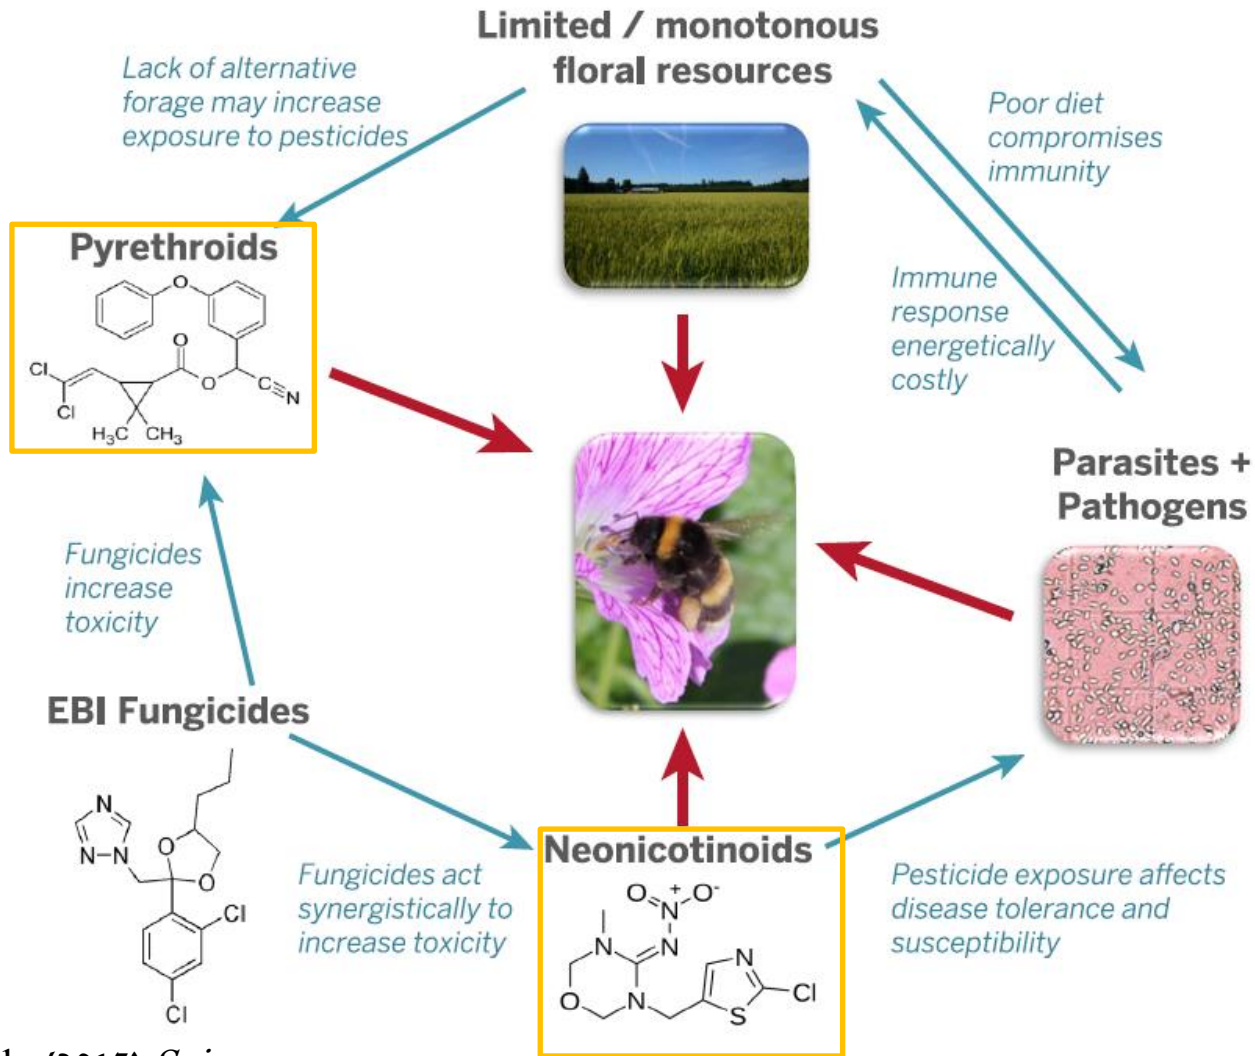 Limited / monotonous
floral resources
Lack of alternative
forage may increase
exposure to pesticides
Poor diet
compromises
immunity
Pyrethroids
O
O
O
Cl
Cl
N
H₃C
CH₃
Immune
response
energetically
costly
Parasites +
Pathogens
Fungicides
increase
toxicity
EBI Fungicides
N
N
N
O
O
Cl
Cl
Fungicides act
synergistically to
increase toxicity
Neonicotinoids
O
N
+
O-
N
N
N
O
N
S
Cl
Pesticide exposure affects
disease tolerance and
susceptibility